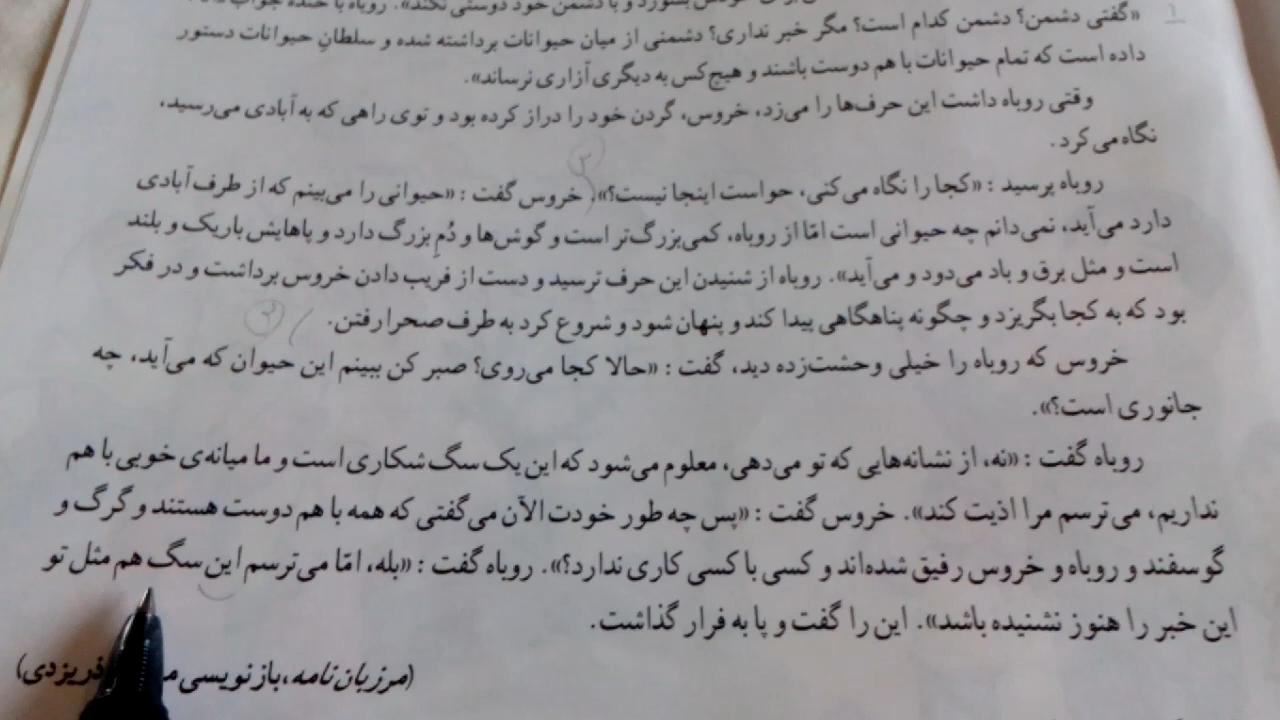 خودش بشورد و با دشمن خود دوستی نکند». روباه با خنده جواب
«گفتی دشمن؟ دشمن کدام است؟ مگر خبر نداری؟ دشمنی از میان حیوانات برداشته شده و سلطانِ حیوانات دستور
داده است که تمام حیوانات با هم دوست باشند و هیچ‌کس به دیگری آزاری نرساند».
وقتی روباه داشت این حرف‌ها را می‌زد، خروس، گردن خود را دراز کرده بود و توی راهی که به آبادی می‌رسید،
نگاه می‌کرد.
روباه پرسید : «کجا را نگاه می‌کنی، حواست اینجا نیست؟». خروس گفت : «حیوانی را می‌بینم که از طرف آبادی
دارد می‌آید، نمی‌دانم چه حیوانی است امّا از روباه، کمی‌بزرگ‌تر است و گوش‌ها و دُمِ بزرگ دارد و پاهایش باریک و بلند
است و مثل برق و باد می‌دود و می‌آید». روباه از شنیدن این حرف ترسید و دست از فریب دادن خروس برداشت و در فکر
بود که به کجا بگریزد و چگونه پناهگاهی پیدا کند و پنهان شود و شروع کرد به طرف صحرا رفتن.
خروس که روباه را خیلی وحشت‌زده دید، گفت : «حالا کجا می‌روی؟ صبر کن ببینم این حیوان که می‌آید، چه
جانوری است؟».
روباه گفت : «نه، از نشانه‌هایی که تو می‌دهی، معلوم می‌شود که این یک سگ شکاری است و ما میانه‌ی خوبی با هم
نداریم، می‌ترسم مرا اذیت کند». خروس گفت : «پس چه طور خودت الآن می‌گفتی که همه با هم دوست هستند و گرگ و
گوسفند و روباه و خروس رفیق شده‌اند و کسی با کسی کاری ندارد؟». روباه گفت : «بله، امّا می‌ترسم این سگ هم مثل تو
این خبر را هنوز نشنیده باشد». این را گفت و پا به فرار گذاشت.
(مرزبان‌نامه، بازنویسی